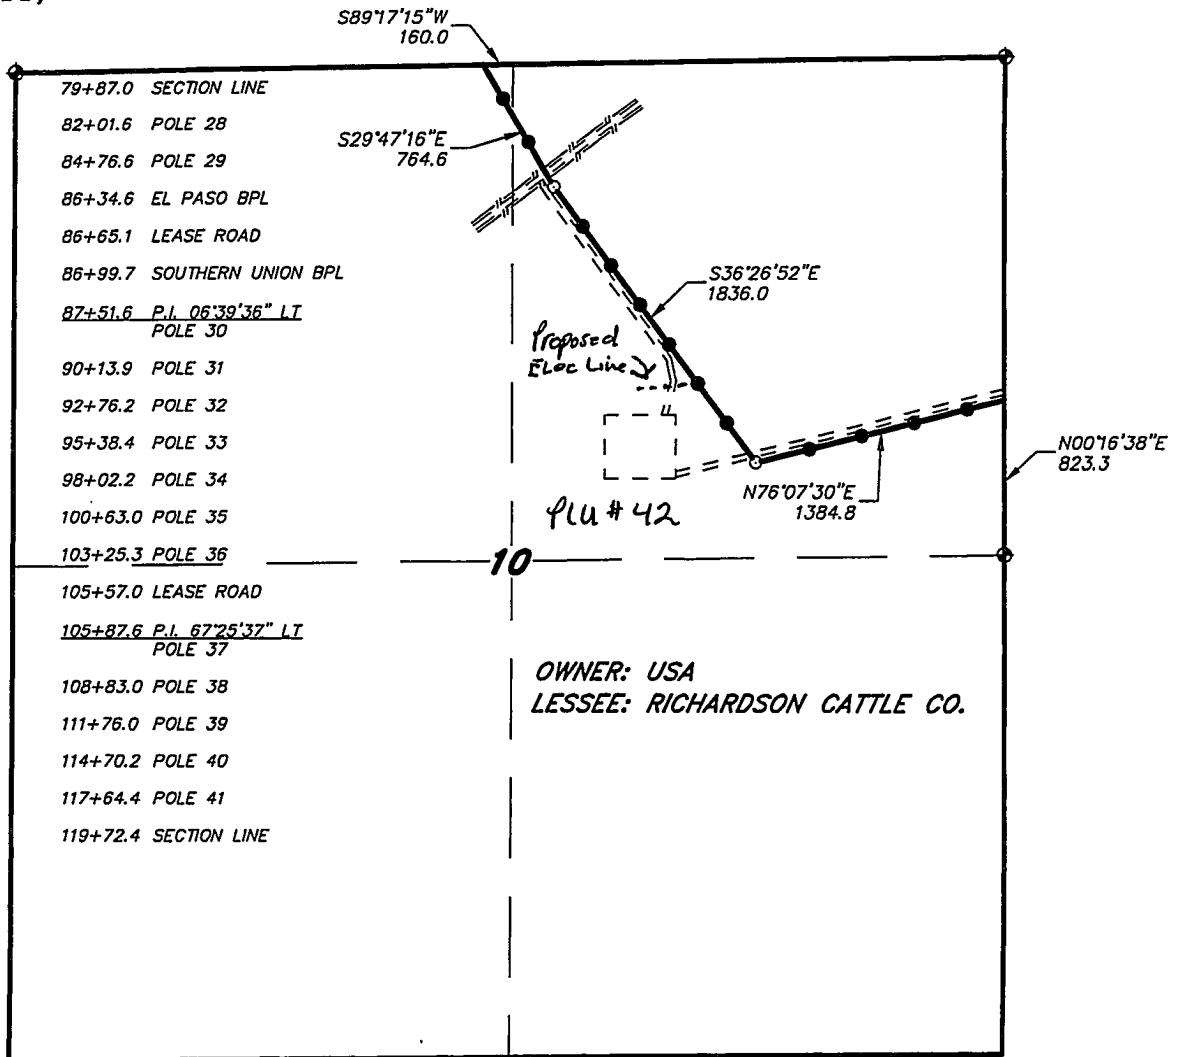 S89°17'15"W
160.0
79+87.0 SECTION LINE
82+01.6 POLE 28
84+76.6 POLE 29
86+34.6 EL PASO BPL
86+65.1 LEASE ROAD
86+99.7 SOUTHERN UNION BPL
87+51.6 P.I. 06°39'36" LT
POLE 30
90+13.9 POLE 31
92+76.2 POLE 32
95+38.4 POLE 33
98+02.2 POLE 34
100+63.0 POLE 35
103+25.3 POLE 36
105+57.0 LEASE ROAD
105+87.6 P.I. 67°25'37" LT
POLE 37
108+83.0 POLE 38
111+76.0 POLE 39
114+70.2 POLE 40
117+64.4 POLE 41
119+72.4 SECTION LINE
S29°47'16"E
764.6
S36°26'52"E
1836.0
Proposed
Elec Line
N00°16'38"E
823.3
N76°07'30"E
1384.8
PLU #42
10
OWNER: USA
LESSEE: RICHARDSON CATTLE CO.